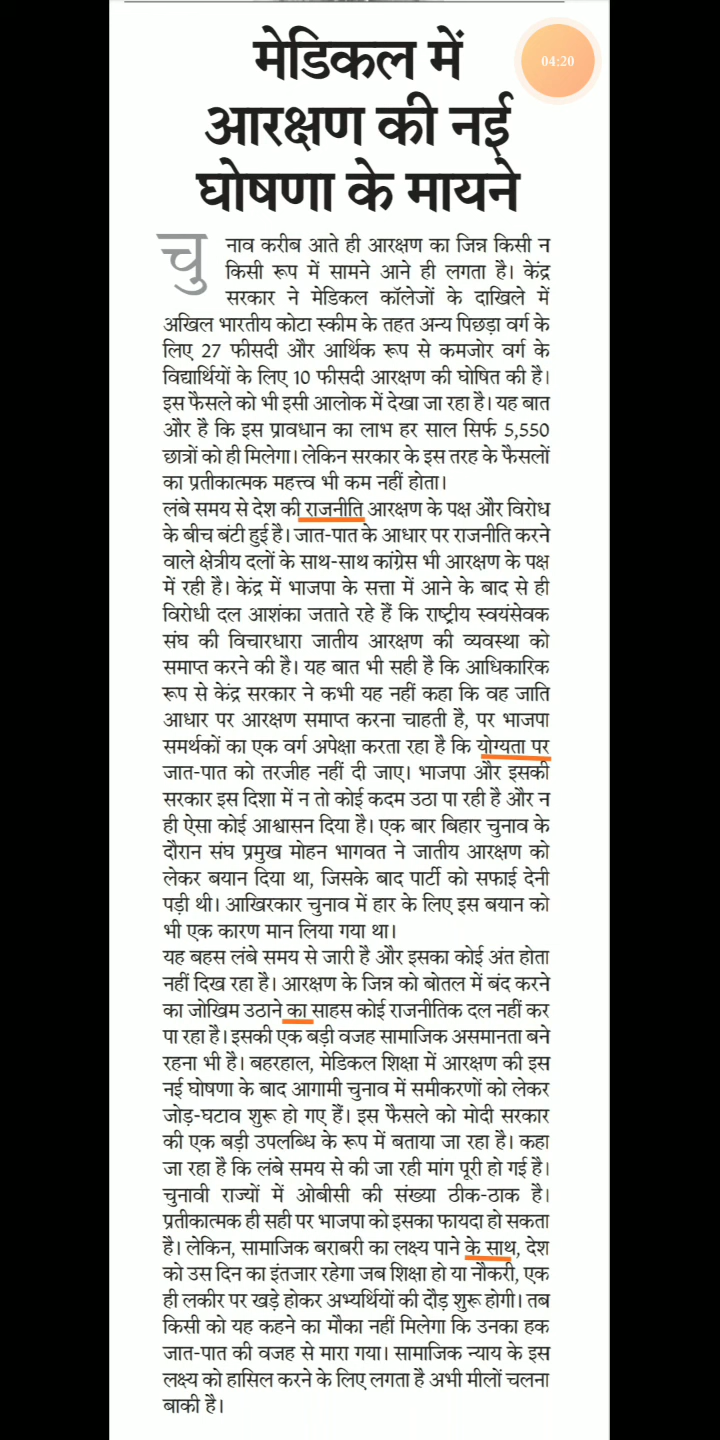 मेडिकल में
आरक्षण की नई
घोषणा के मायने
04:20
चुनाव करीब आते ही आरक्षण का जिन्न किसी न
किसी रूप में सामने आने ही लगता है। केंद्र
सरकार ने मेडिकल कॉलेजों के दाखिले में
अखिल भारतीय कोटा स्कीम के तहत अन्य पिछड़ा वर्ग के
लिए 27 फीसदी और आर्थिक रूप से कमजोर वर्ग के
विद्यार्थियों के लिए 10 फीसदी आरक्षण की घोषित की है।
इस फैसले को भी इसी आलोक में देखा जा रहा है। यह बात
और है कि इस प्रावधान का लाभ हर साल सिर्फ 5,550
छात्रों को ही मिलेगा। लेकिन सरकार के इस तरह के फैसलों
का प्रतीकात्मक महत्त्व भी कम नहीं होता।
लंबे समय से देश की राजनीति आरक्षण के पक्ष और विरोध
के बीच बंटी हुई है। जात-पात के आधार पर राजनीति करने
वाले क्षेत्रीय दलों के साथ-साथ कांग्रेस भी आरक्षण के पक्ष
में रही है। केंद्र में भाजपा के सत्ता में आने के बाद से ही
विरोधी दल आशंका जताते रहे हैं कि राष्ट्रीय स्वयंसेवक
संघ की विचारधारा जातीय आरक्षण की व्यवस्था को
समाप्त करने की है। यह बात भी सही है कि आधिकारिक
रूप से केंद्र सरकार ने कभी यह नहीं कहा कि वह जाति
आधार पर आरक्षण समाप्त करना चाहती है, पर भाजपा
समर्थकों का एक वर्ग अपेक्षा करता रहा है कि योग्यता पर
जात-पात को तरजीह नहीं दी जाए। भाजपा और इसकी
सरकार इस दिशा में न तो कोई कदम उठा पा रही है और न
ही ऐसा कोई आश्वासन दिया है। एक बार बिहार चुनाव के
दौरान संघ प्रमुख मोहन भागवत ने जातीय आरक्षण को
लेकर बयान दिया था, जिसके बाद पार्टी को सफाई देनी
पड़ी थी। आखिरकार चुनाव में हार के लिए इस बयान को
भी एक कारण मान लिया गया था।
यह बहस लंबे समय से जारी है और इसका कोई अंत होता
नहीं दिख रहा है। आरक्षण के जिन्न को बोतल में बंद करने
का जोखिम उठाने का साहस कोई राजनीतिक दल नहीं कर
पा रहा है। इसकी एक बड़ी वजह सामाजिक असमानता बने
रहना भी है। बहरहाल, मेडिकल शिक्षा में आरक्षण की इस
नई घोषणा के बाद आगामी चुनाव में समीकरणों को लेकर
जोड़-घटाव शुरू हो गए हैं। इस फैसले को मोदी सरकार
की एक बड़ी उपलब्धि के रूप में बताया जा रहा है। कहा
जा रहा है कि लंबे समय से की जा रही मांग पूरी हो गई है।
चुनावी राज्यों में ओबीसी की संख्या ठीक-ठाक है।
प्रतीकात्मक ही सही पर भाजपा को इसका फायदा हो सकता
है। लेकिन, सामाजिक बराबरी का लक्ष्य पाने के साथ, देश
को उस दिन का इंतजार रहेगा जब शिक्षा हो या नौकरी, एक
ही लकीर पर खड़े होकर अभ्यर्थियों की दौड़ शुरू होगी। तब
किसी को यह कहने का मौका नहीं मिलेगा कि उनका हक
जात-पात की वजह से मारा गया। सामाजिक न्याय के इस
लक्ष्य को हासिल करने के लिए लगता है अभी मीलों चलना
बाकी है।